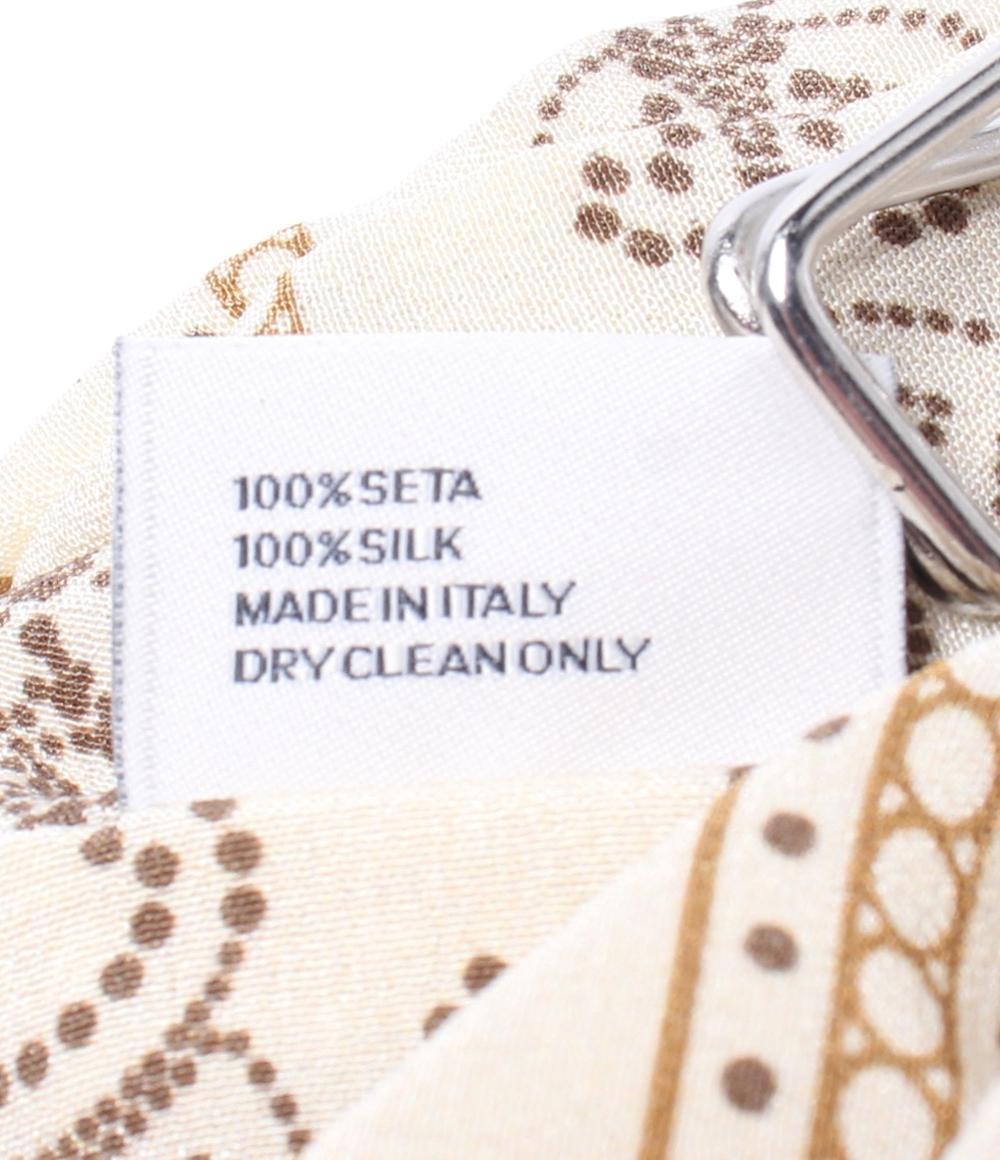 100% SETA
100% SILK
MADE IN ITALY
DRY CLEAN ONLY